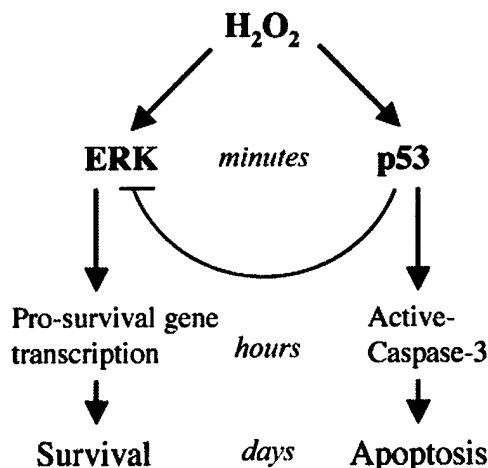 H₂O₂
ERK minutes p53
Pro-survival gene
transcription
hours
Active-
Caspase-3
Survival days Apoptosis